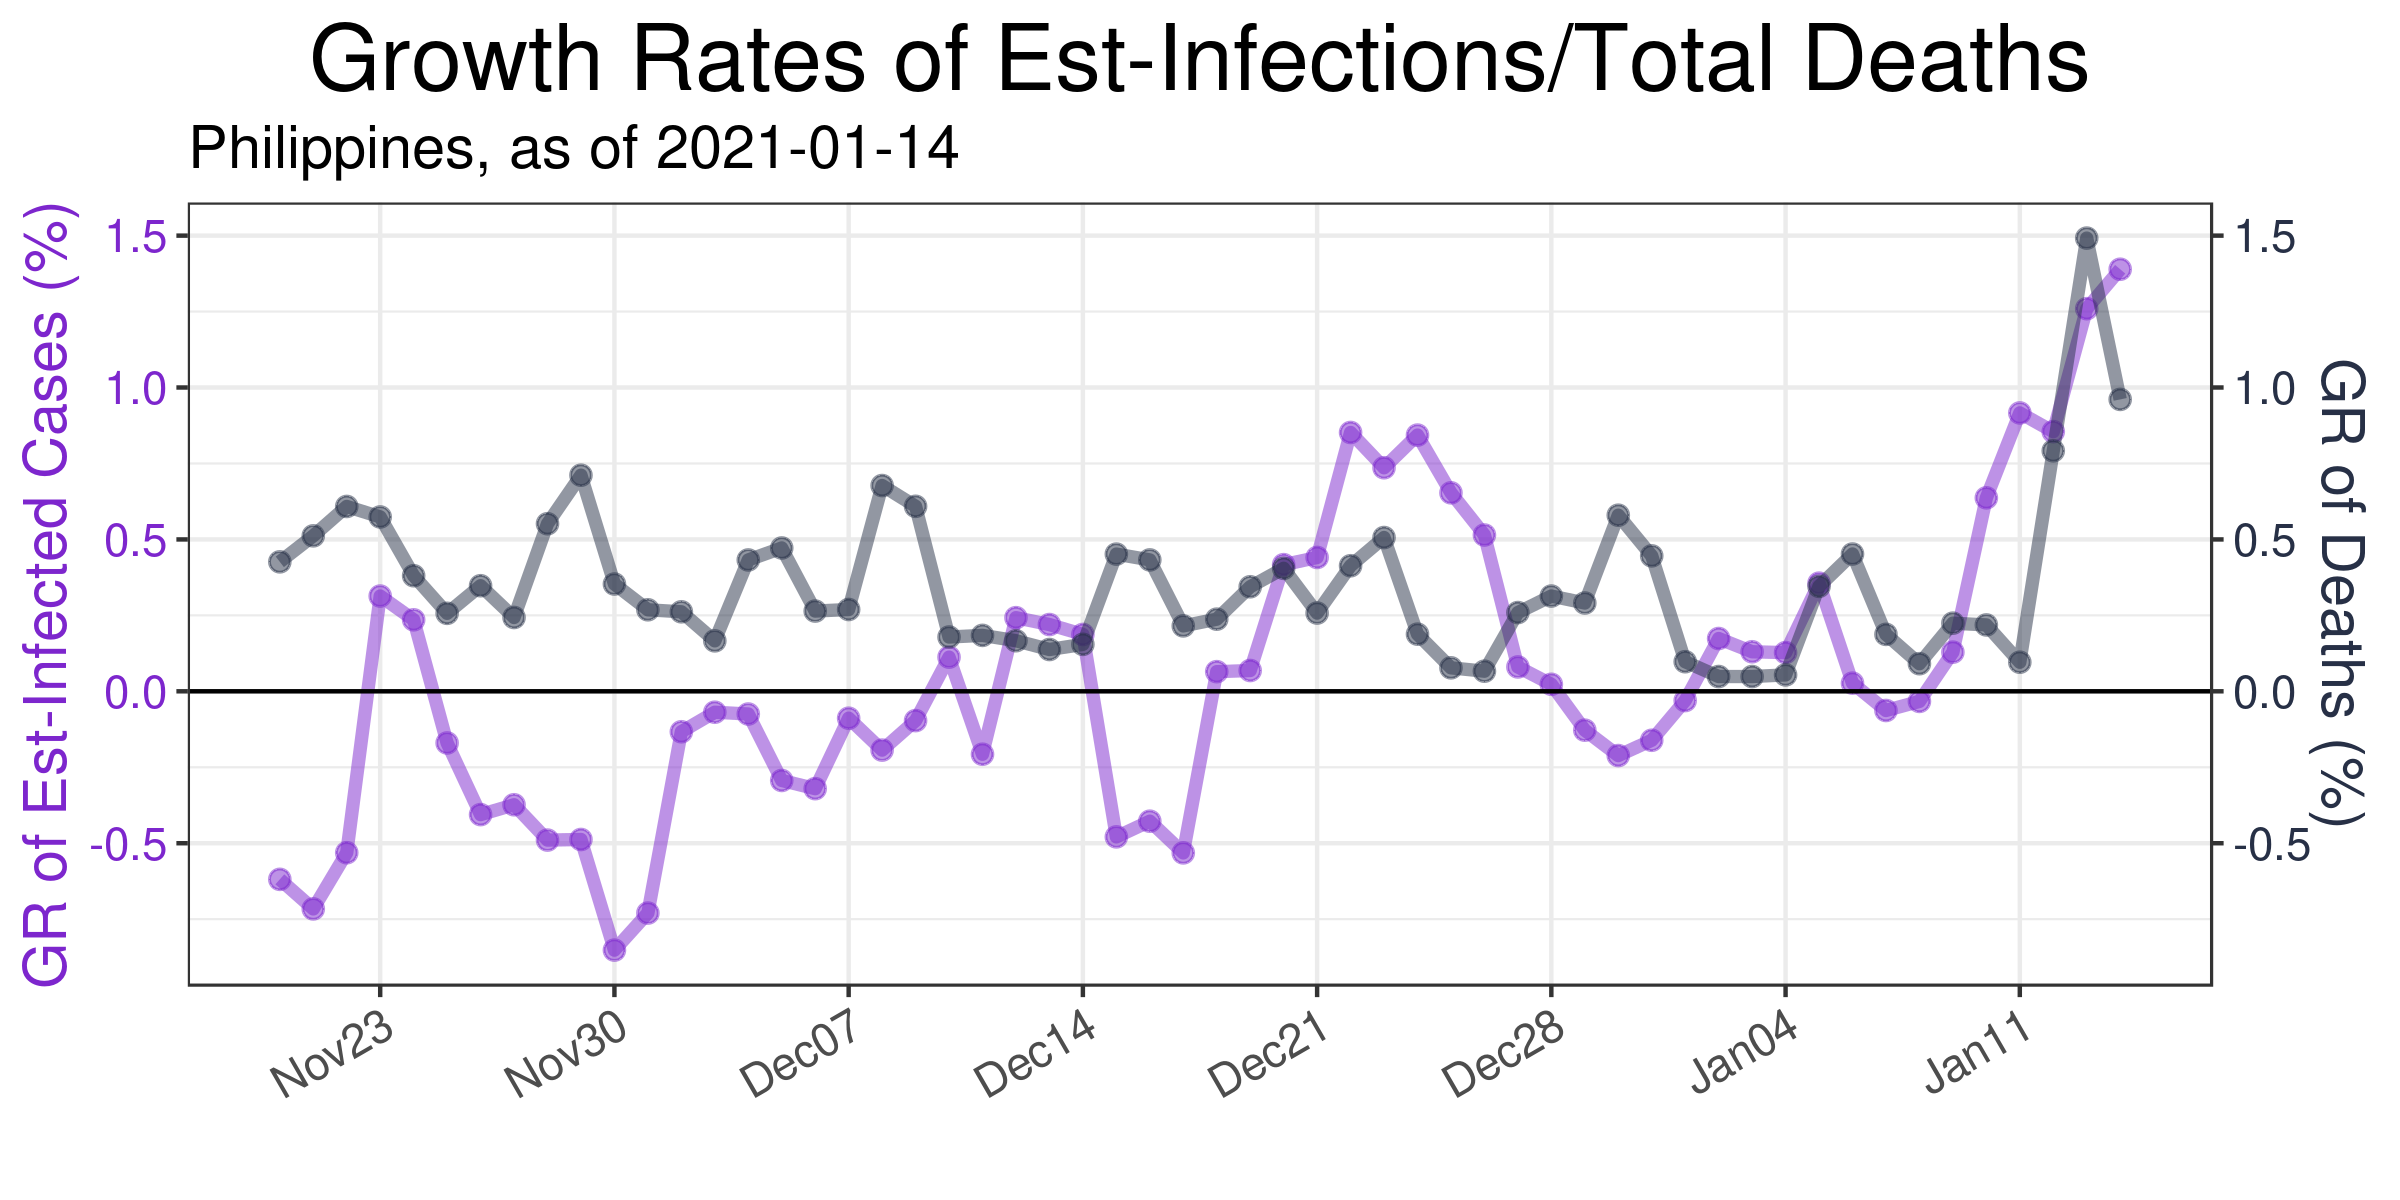 Growth Rates of Est-Infections/Total Deaths
Philippines, as of 2021-01-14
GR of Est-Infected Cases (%)
1.5
1.0
0.5
0.0
-0.5
1.5
1.0
0.5
0.0
-0.5
GR of Deaths (%)
Nov23 Nov30 Dec07 Dec14 Dec21 Dec28 Jan04 Jan11